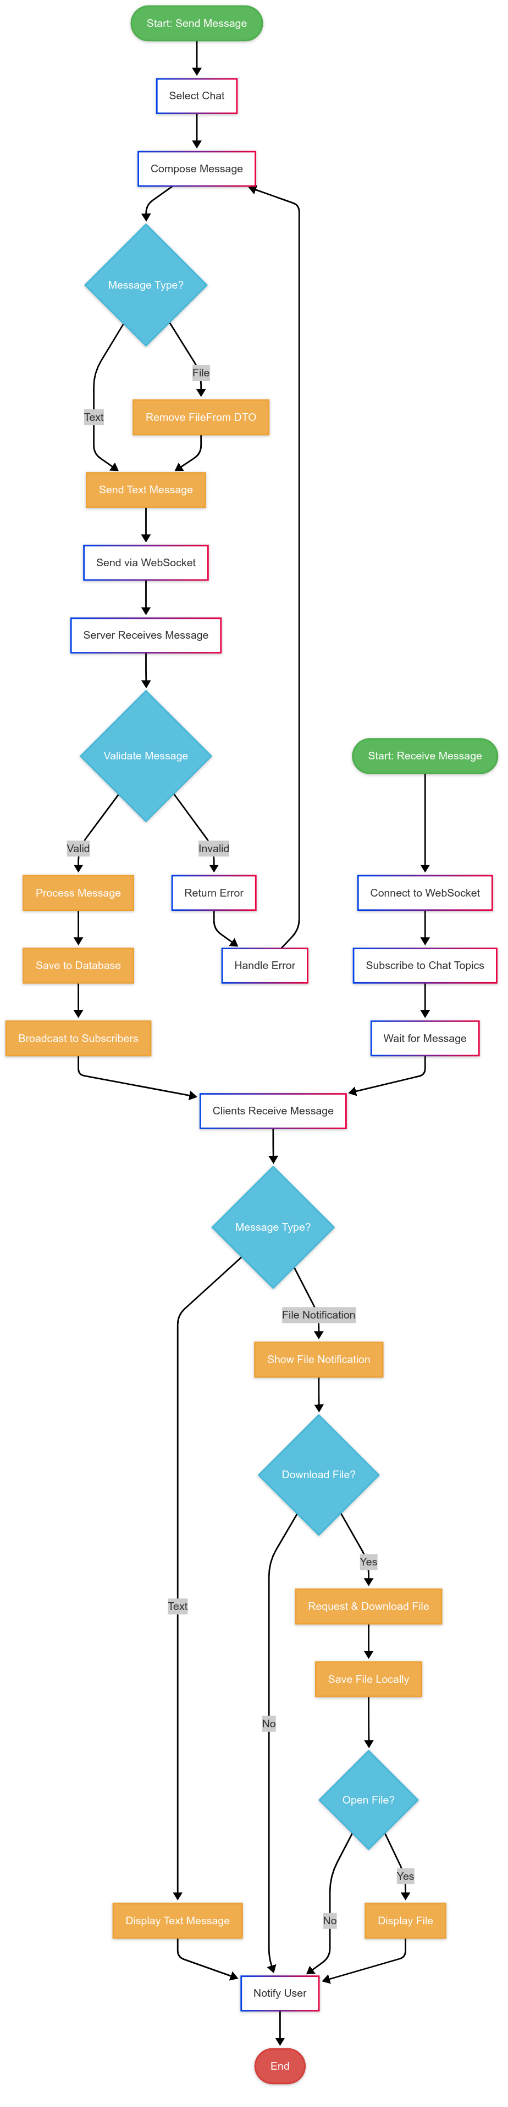 Start: Send Message
Select Chat
Compose Message
Message Type?
File
Text
Remove FileFrom DTO
Send Text Message
Send via WebSocket
Server Receives Message
Validate Message
Start: Receive Message
Valid
Invalid
Process Message
Return Error
Connect to WebSocket
Save to Database
Handle Error
Subscribe to Chat Topics
Broadcast to Subscribers
Wait for Message
Clients Receive Message
Message Type?
File Notification
Show File Notification
Download File?
Yes
Text
Request & Download File
Save File Locally
No
Open File?
Yes
No
Display Text Message
Display File
Notify User
End